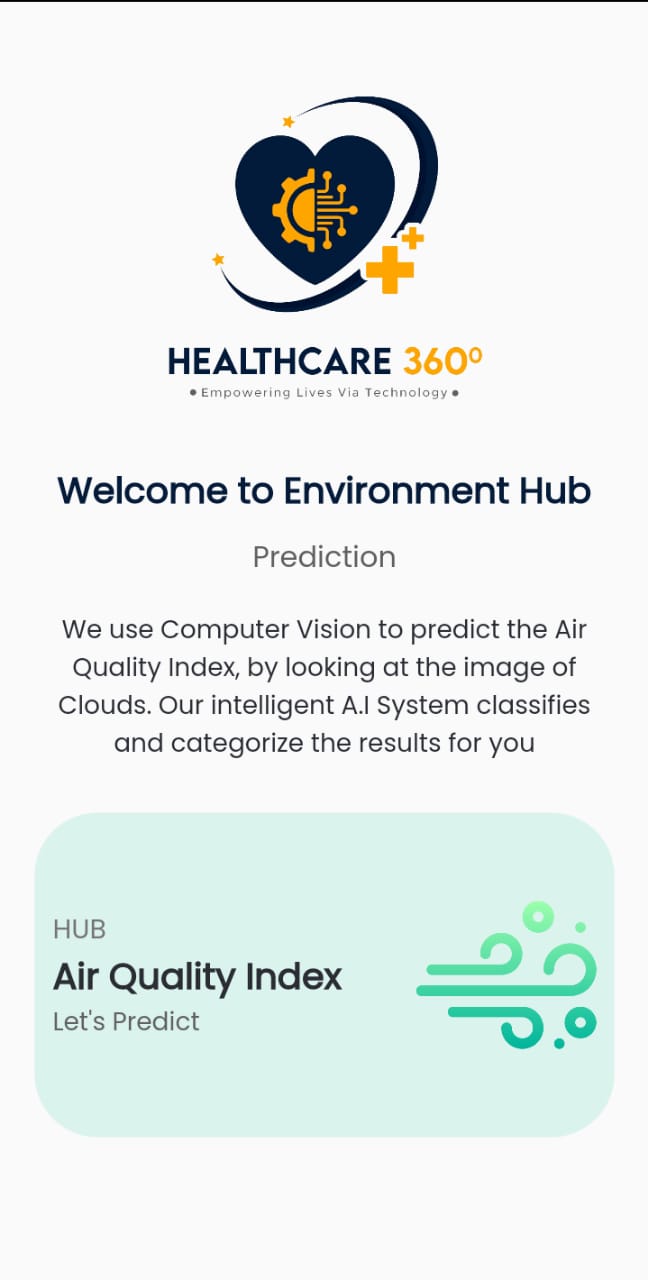 HEALTHCARE 360⁰
• Empowering Lives Via Technology •
Welcome to Environment Hub
Prediction
We use Computer Vision to predict the Air
Quality Index, by looking at the image of
Clouds. Our intelligent A.I System classifies
and categorize the results for you
HUB
Air Quality Index
Let's Predict